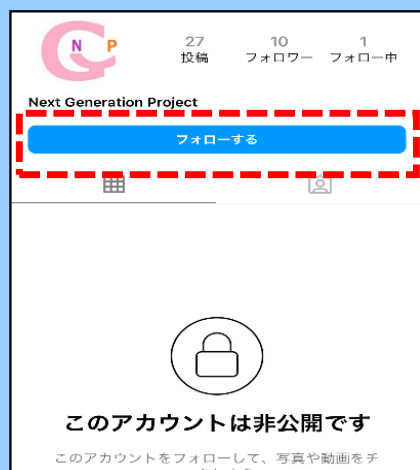 N P
G
27 10 1
投稿 フォロワー フォロー中
Next Generation Project
フォローする
このアカウントは非公開です
このアカウントをフォローして、写真や動画をチ